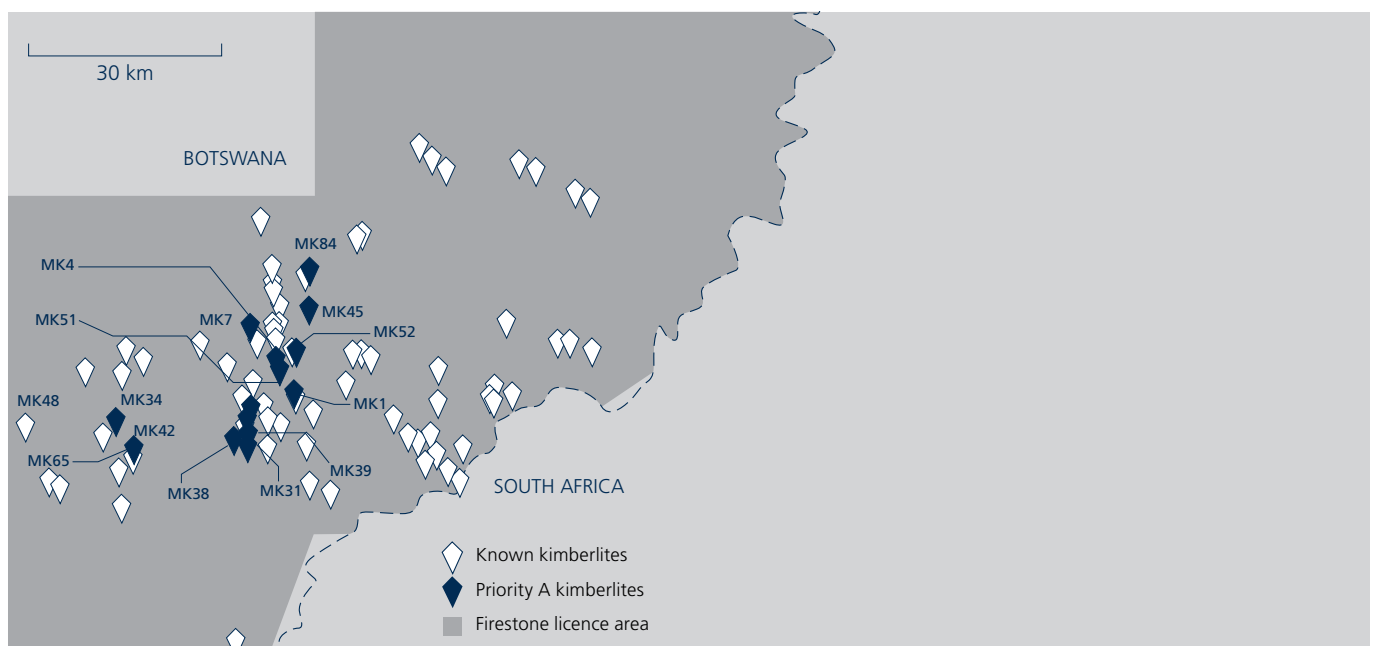 30 km
BOTSWANA
MK84
MK4
MK45
MK51
MK7
MK52
MK48
MK34
MK1
MK42
MK65
MK39
MK38
MK31
SOUTH AFRICA
Known kimberlites
Priority A kimberlites
Firestone licence area